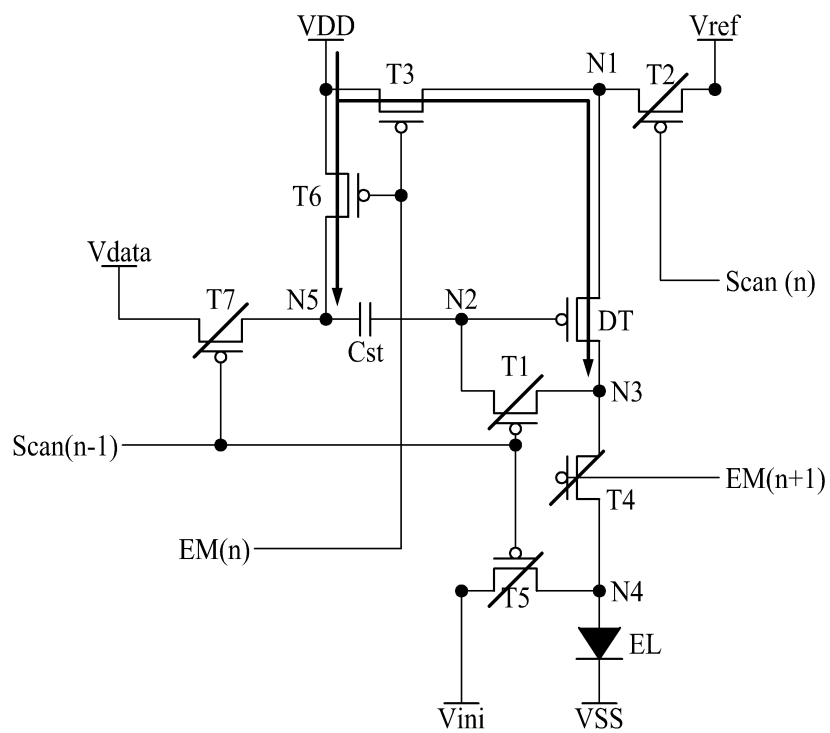 VDD
Vref
T3
N1
T2
T6
Vdata
Scan (n)
T7
N5
N2
DT
Cst
T1
N3
Scan(n-1)
EM(n+1)
T4
EM(n)
T5
N4
EL
Vini
VSS